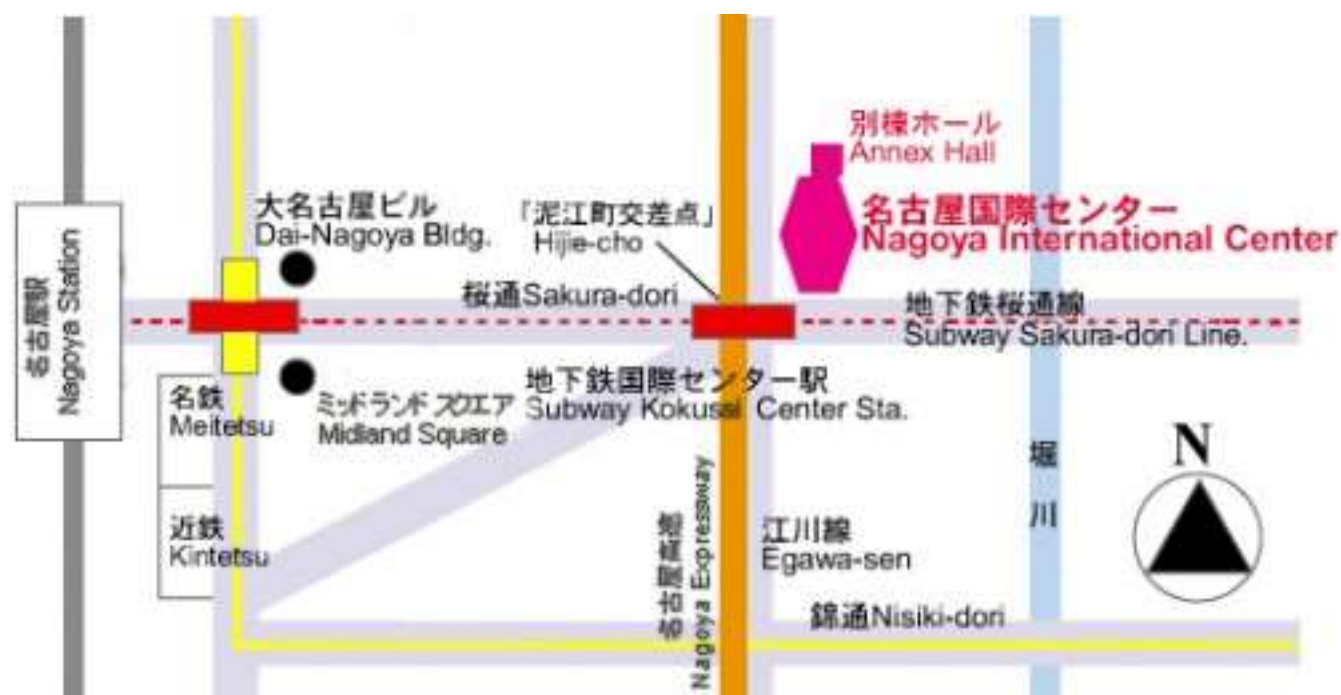 別棟ホール
Annex Hall
名古屋国際センター
Nagoya International Center
大名古屋ビル
Dai-Nagoya Bldg.
「泥江町交差点」
Hijie-cho
桜通Sakura-dori
地下鉄桜通線
Subway Sakura-dori Line.
名古屋駅
Nagoya Station
名鉄
Meitetsu
ミッドランド スクエア
Midland Square
地下鉄国際センター駅
Subway Kokusai Center Sta.
近鉄
Kintetsu
名古屋高速
Nagoya Expressway
江川線
Egawa-sen
堀川
N
錦通Nisiki-dori